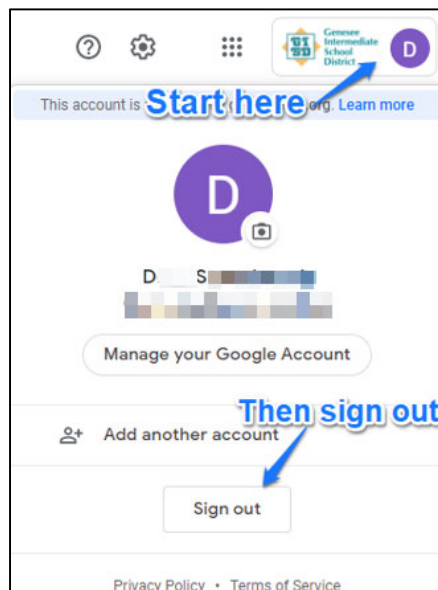 Genesee
Intermediate
School
District
D
Start here
This account is org. Learn more
D
D S
Manage your Google Account
Then sign out
Add another account
Sign out
Privacy Policy • Terms of Service